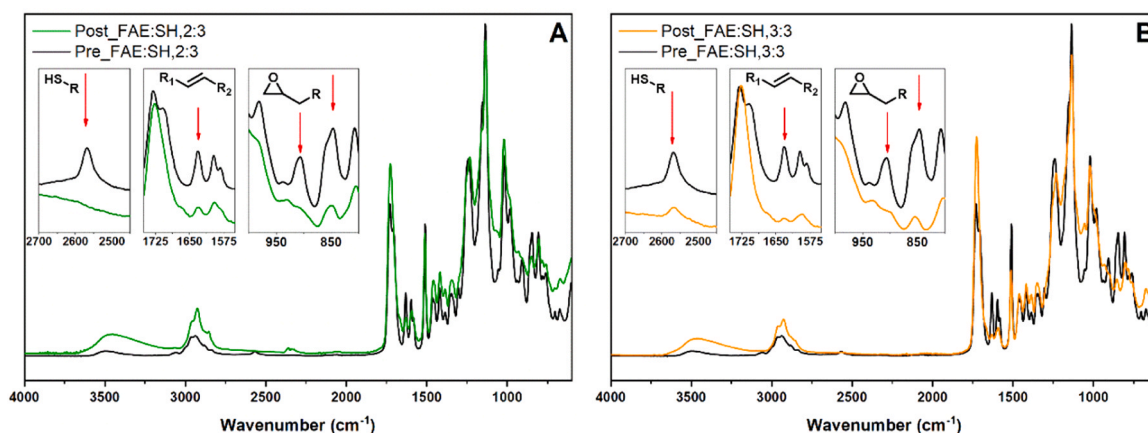 A
Post_FAE:SH,2:3
Pre_FAE:SH,2:3
HS
R
R1
R2
O
R
2700 2600 2500
1725 1650 1575
950 850
4000 3500 3000 2500 2000 1500 1000
Wavenumber (cm-1)
B
Post_FAE:SH,3:3
Pre_FAE:SH,3:3
HS
R
R1
R2
O
R
2700 2600 2500
1725 1650 1575
950 850
4000 3500 3000 2500 2000 1500 1000
Wavenumber (cm-1)